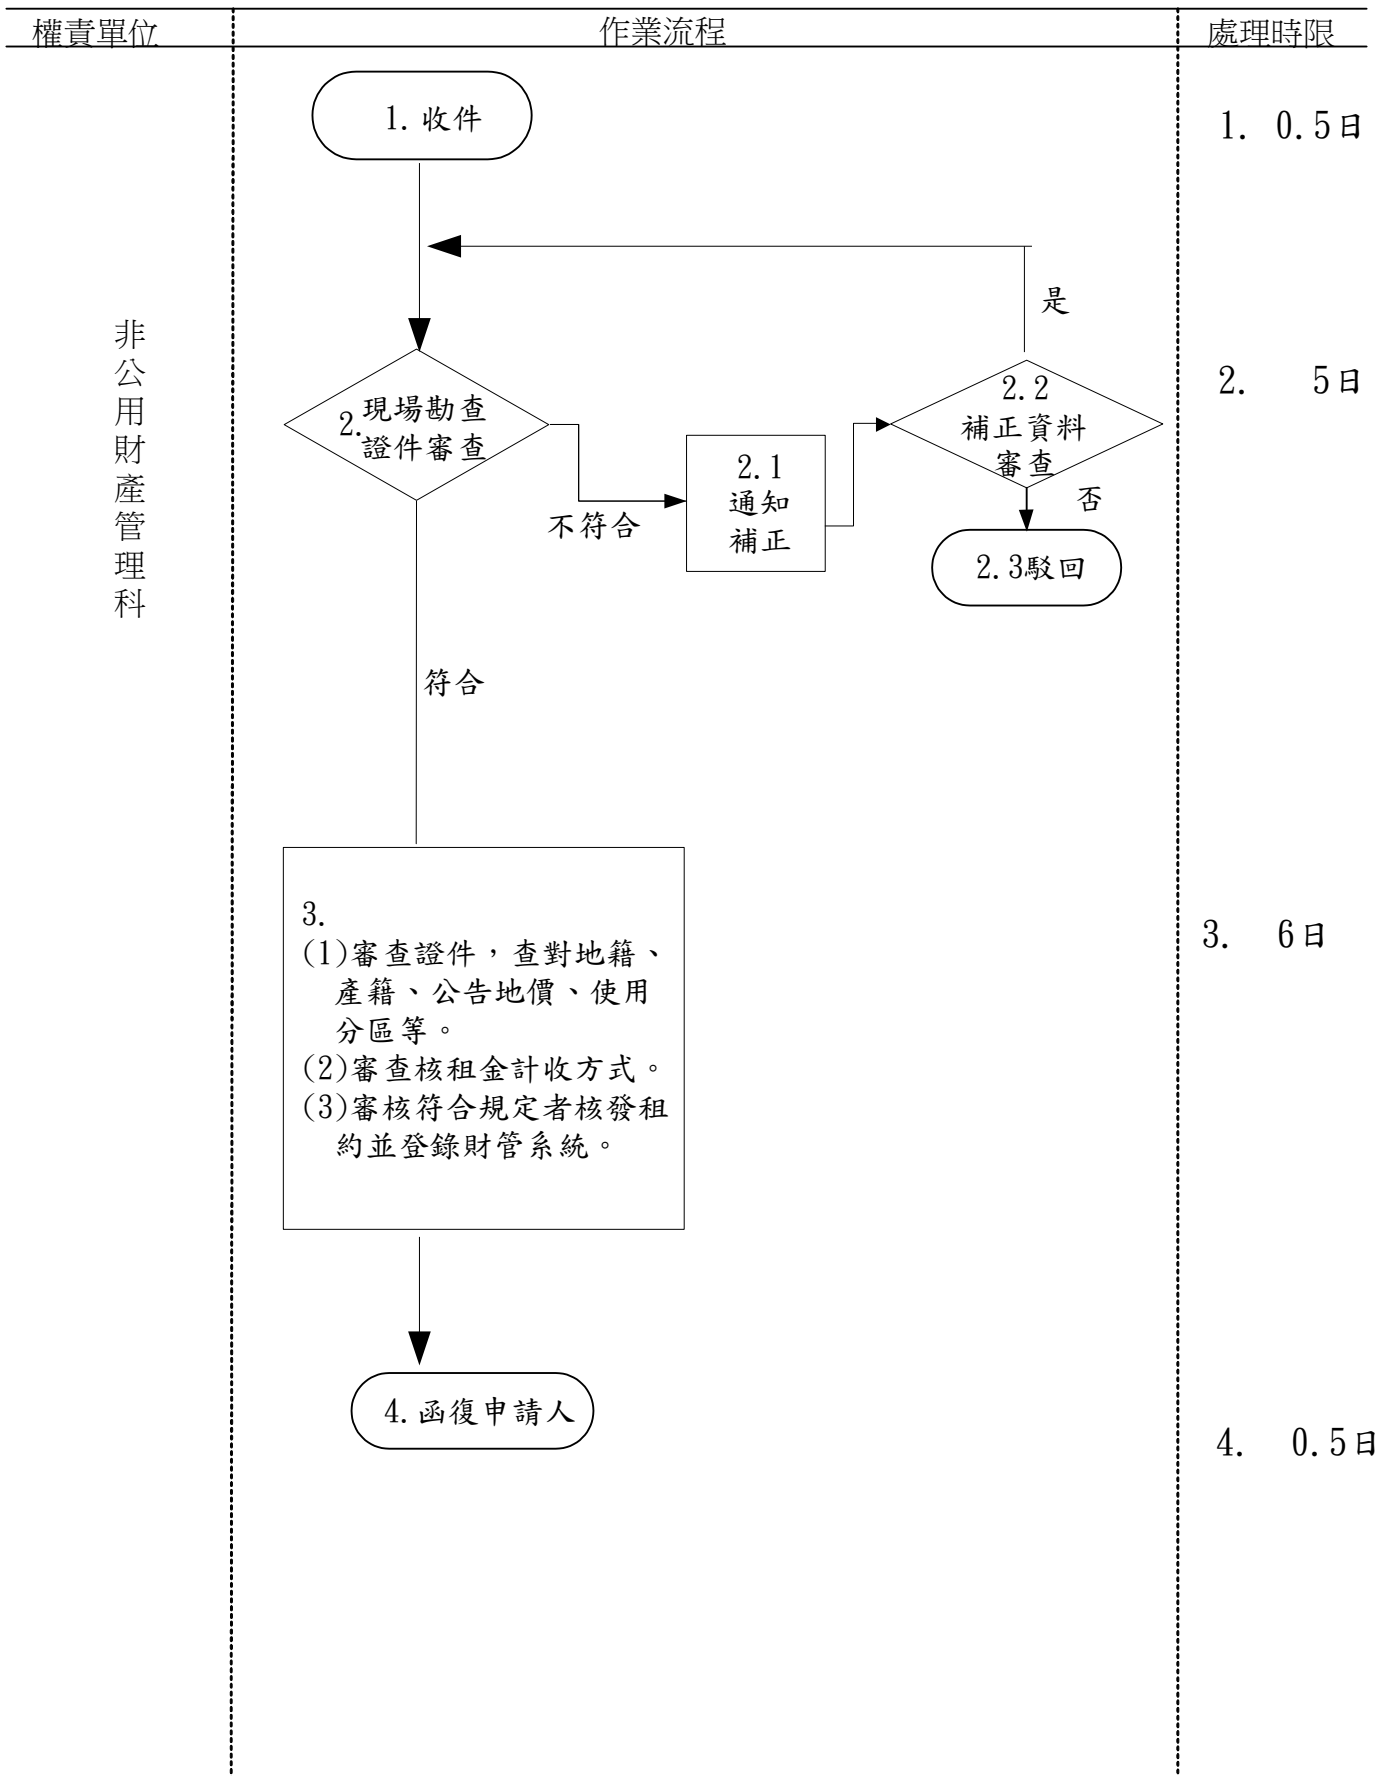 權責單位
作業流程
處理時限
非公用財產管理科
1.收件
1. 0.5日
是
2.現場勘查
證件審查
不符合
2.1
通知
補正
2.2
補正資料
審查
否
2.3駁回
2. 5日
符合
3.
(1)審查證件，查對地籍、
產籍、公告地價、使用
分區等。
(2)審查核租金計收方式。
(3)審核符合規定者核發租
約並登錄財管系統。
3. 6日
4.函復申請人
4. 0.5日